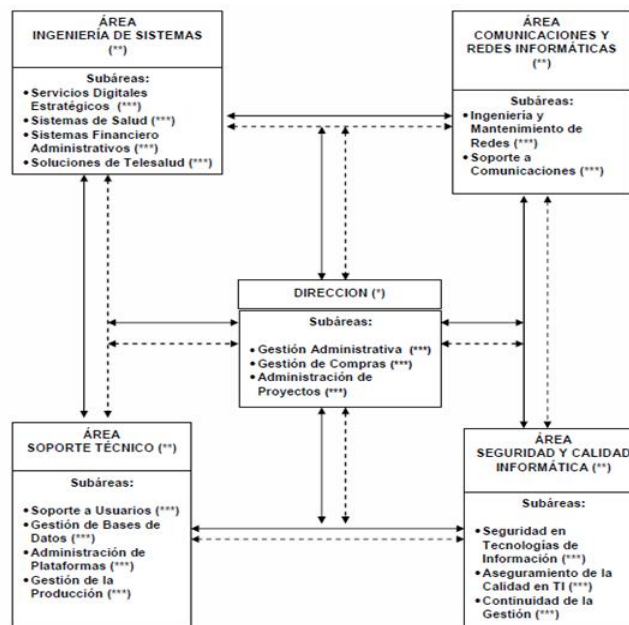 ÁREA
INGENIERÍA DE SISTEMAS
(**)
Subáreas:
•Servicios Digitales
Estratégicos (***)
•Sistemas de Salud (***)
•Sistemas Financiero
Administrativos (***)
•Soluciones de Telesalud (***)
ÁREA
COMUNICACIONES Y
REDES INFORMÁTICAS
(**)
Subáreas:
•Ingeniería y
Mantenimiento de
Redes (***)
•Soporte a
Comunicaciones (***)
DIRECCION (*)
Subáreas:
•Gestión Administrativa (***)
•Gestión de Compras (***)
•Administración de
Proyectos (***)
ÁREA
SOPORTE TÉCNICO (**)
Subáreas:
•Soporte a Usuarios (***)
•Gestión de Bases de
Datos (***)
•Administración de
Plataformas (***)
•Gestión de la
Producción (***)
ÁREA
SEGURIDAD Y CALIDAD
INFORMÁTICA (**)
Subáreas:
•Seguridad en
Tecnologías de
Información (***)
•Aseguramiento de la
Calidad en TI (***)
•Continuidad de la
Gestión (***)